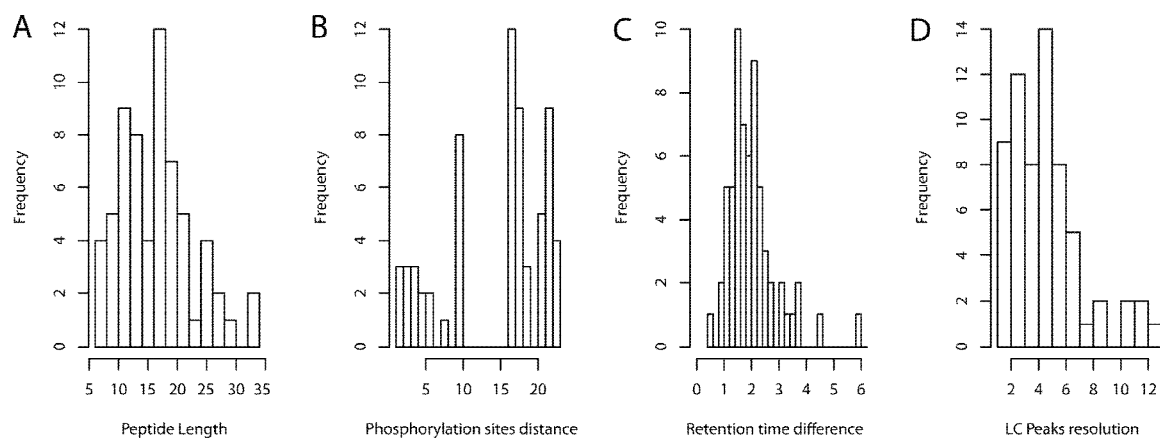 A
Frequency
0 2 4 6 8 10 12
5 10 15 20 25 30 35
Peptide Length
B
Frequency
0 2 4 6 8 10 12
5 10 15 20
Phosphorylation sites distance
C
Frequency
0 2 4 6 8 10
0 1 2 3 4 5 6
Retention time difference
D
Frequency
0 2 4 6 8 10 12 14
2 4 6 8 10 12
LC Peaks resolution